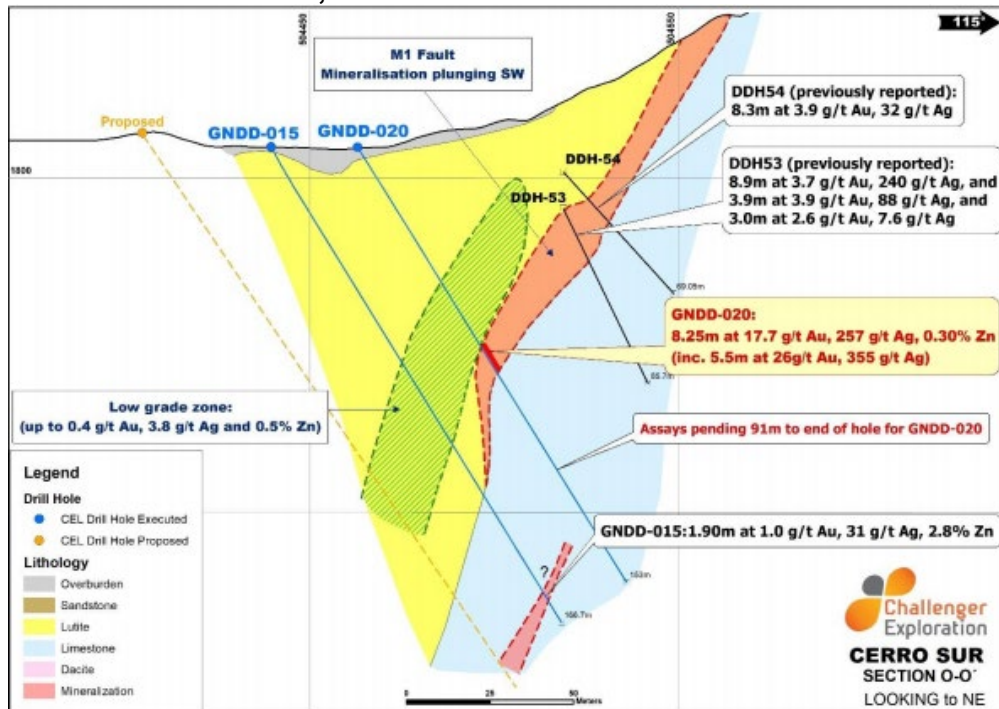 504450
504550
115°
M1 Fault
Mineralisation plunging SW
Proposed
GNDD-015
GNDD-020
DDH54 (previously reported):
8.3m at 3.9 g/t Au, 32 g/t Ag
DDH-54
DDH53 (previously reported):
8.9m at 3.7 g/t Au, 240 g/t Ag, and
3.9m at 3.9 g/t Au, 88 g/t Ag, and
3.0m at 2.6 g/t Au, 7.6 g/t Ag
1800
DDH-53
69.05m
GNDD-020:
8.25m at 17.7 g/t Au, 257 g/t Ag, 0.30% Zn
(inc. 5.5m at 26g/t Au, 355 g/t Ag)
Low grade zone:
(up to 0.4 g/t Au, 3.8 g/t Ag and 0.5% Zn)
Assays pending 91m to end of hole for GNDD-020
Legend
Drill Hole
CEL Drill Hole Executed
CEL Drill Hole Proposed
Lithology
Overburden
Sandstone
Lutite
Limestone
Dacite
Mineralization
GNDD-015:1.90m at 1.0 g/t Au, 31 g/t Ag, 2.8% Zn
?
153m
166.7m
0 25 50
Meters
Challenger
Exploration
CERRO SUR
SECTION O-O´
LOOKING to NE